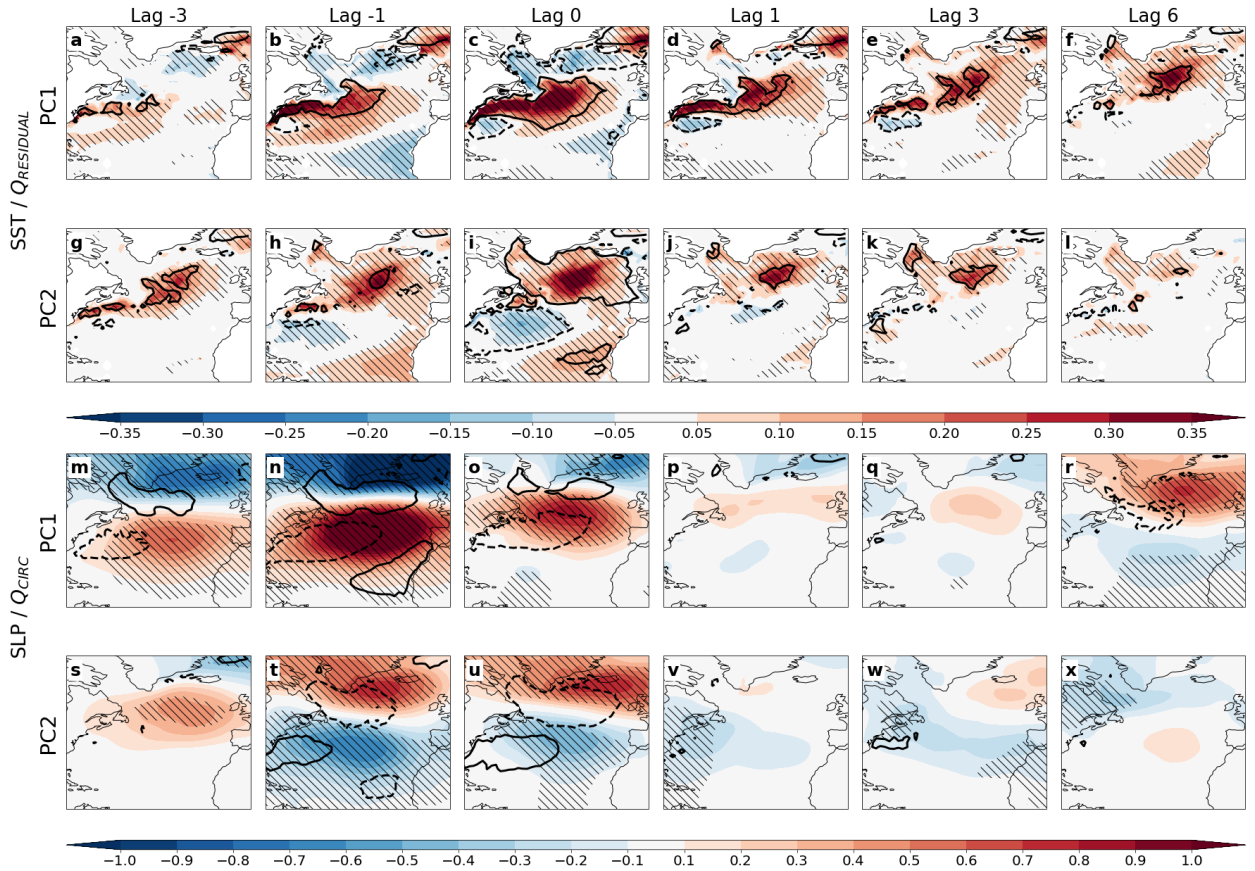 Lag -3 Lag -1 Lag 0 Lag 1 Lag 3 Lag 6
SST / Q_RESIDUAL
PC1
a b c d e f
PC2
g h i j k l
−0.35 −0.30 −0.25 −0.20 −0.15 −0.10 −0.05 0.05 0.10 0.15 0.20 0.25 0.30 0.35
SLP / Q_CIRC
PC1
m n o p q r
PC2
s t u v w x
−1.0 −0.9 −0.8 −0.7 −0.6 −0.5 −0.4 −0.3 −0.2 −0.1 0.1 0.2 0.3 0.4 0.5 0.6 0.7 0.8 0.9 1.0